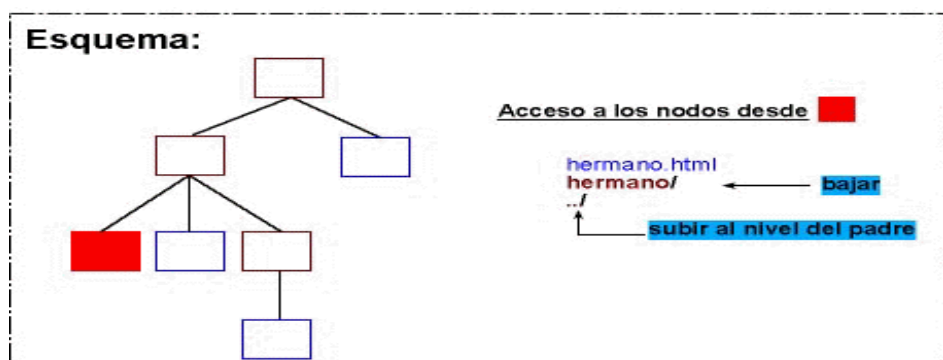 Esquema:
Acceso a los nodos desde
hermano.html
hermano/
bajar
../
subir al nivel del padre